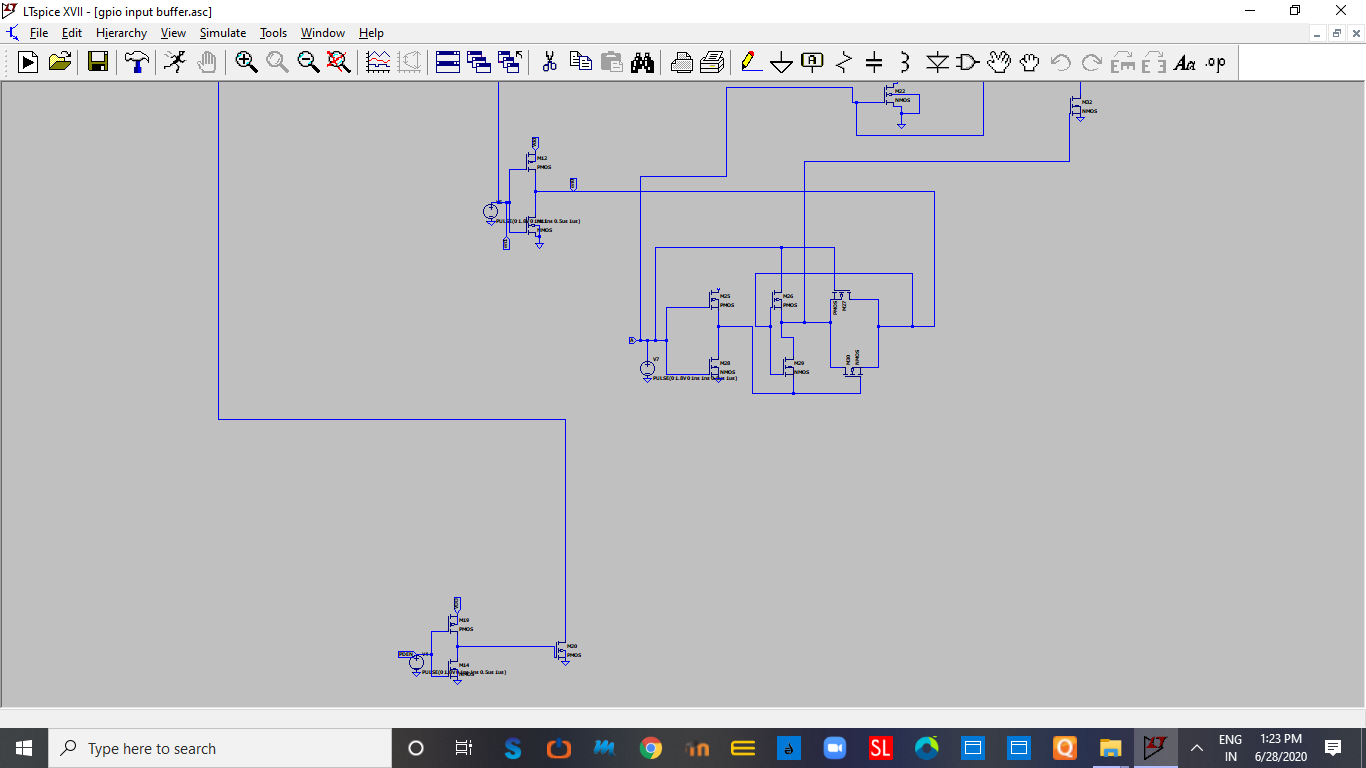 LTspice XVII - [gpio input buffer.asc]
File Edit Hierarchy View Simulate Tools Window Help
Aa .op
M22
NMOS
M32
NMOS
M12
PMOS
PULSE(0 1.8V 0 1ns 1ns 0.5us 1us)
NMOS
M25
PMOS
M26
PMOS
PMOS
M27
A
V7
M28
NMOS
M29
NMOS
M30
NMOS
PULSE(0 1.8V 0 1ns 1ns 0.5us 1us)
M19
PMOS
PDEN
M14
PULSE(0 1.8V 0 1ns 1ns 0.5us 1us)
M20
PMOS
Type here to search
SL
ENG
IN
1:23 PM
6/28/2020